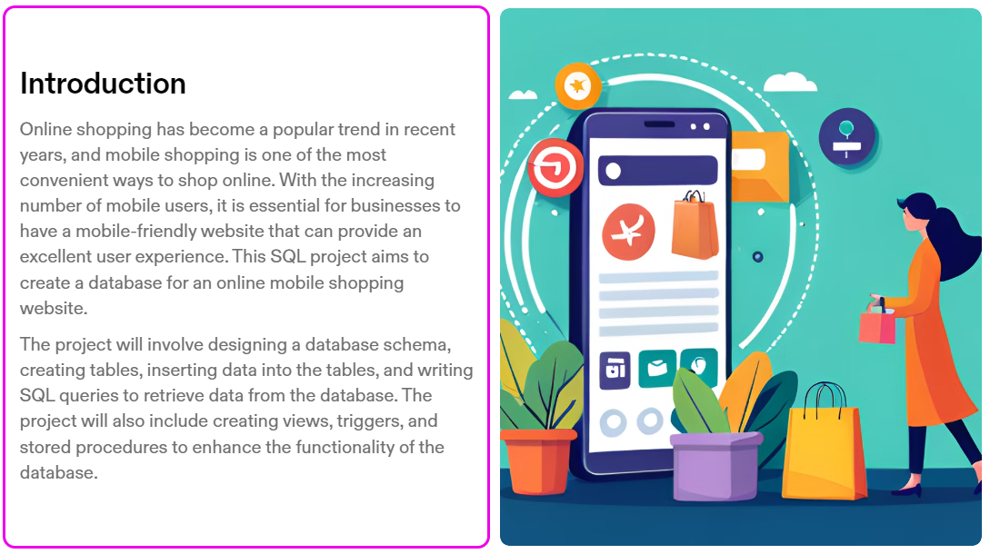 Introduction
Online shopping has become a popular trend in recent
years, and mobile shopping is one of the most
convenient ways to shop online. With the increasing
number of mobile users, it is essential for businesses to
have a mobile-friendly website that can provide an
excellent user experience. This SQL project aims to
create a database for an online mobile shopping
website.
The project will involve designing a database schema,
creating tables, inserting data into the tables, and writing
SQL queries to retrieve data from the database. The
project will also include creating views, triggers, and
stored procedures to enhance the functionality of the
database.